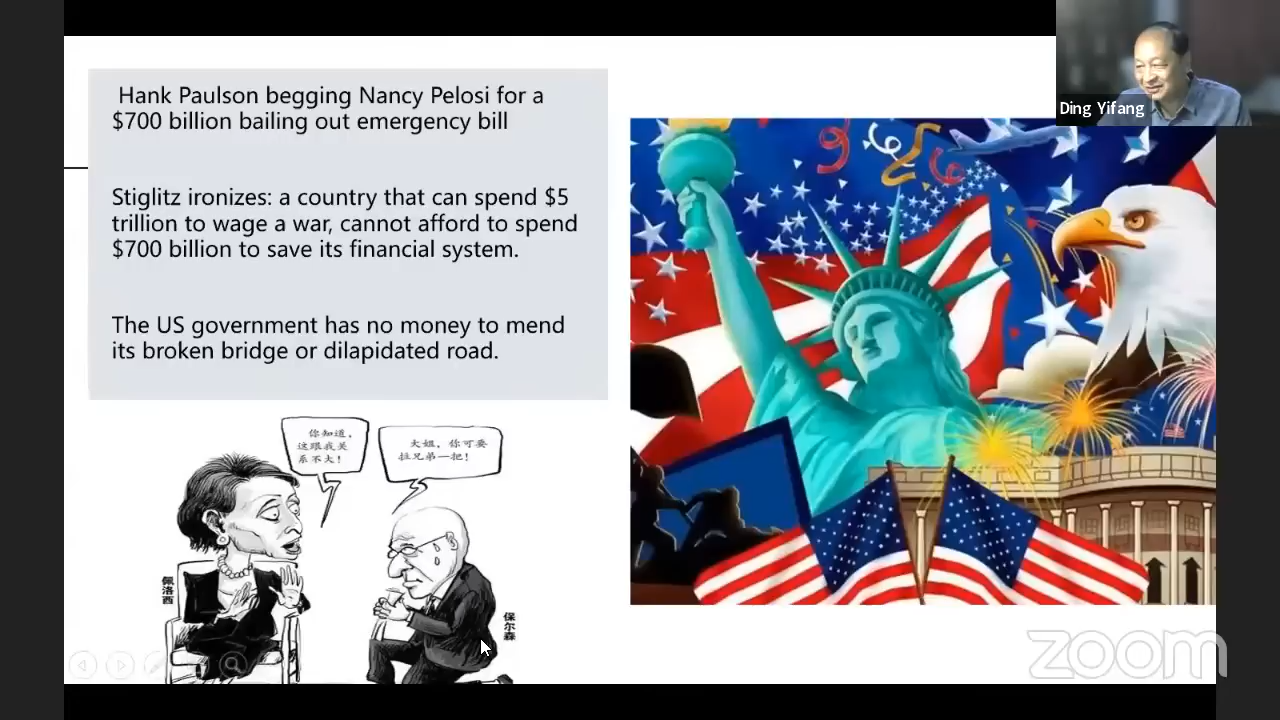 Hank Paulson begging Nancy Pelosi for a
$700 billion bailing out emergency bill
Stiglitz ironizes: a country that can spend $5
trillion to wage a war, cannot afford to spend
$700 billion to save its financial system.
The US government has no money to mend
its broken bridge or dilapidated road.
Ding Yifang
你知道,
这跟我关
系不大!
大姐, 你可要
拉兄弟一把!
佩洛西
保尔森
zoom